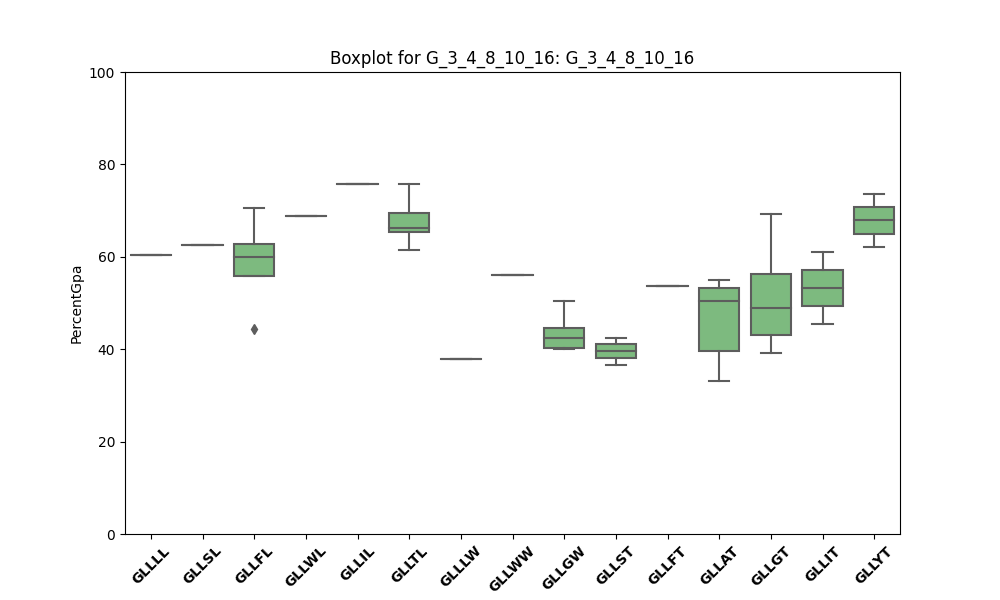 Boxplot for G_3_4_8_10_16: G_3_4_8_10_16
100
80
60
40
20
0
PercentGpa
GLLLL
GLLSL
GLLFL
GLLWL
GLLIL
GLLTL
GLLLW
GLLWW
GLLGW
GLLST
GLLFT
GLLAT
GLLGT
GLLIT
GLLYT